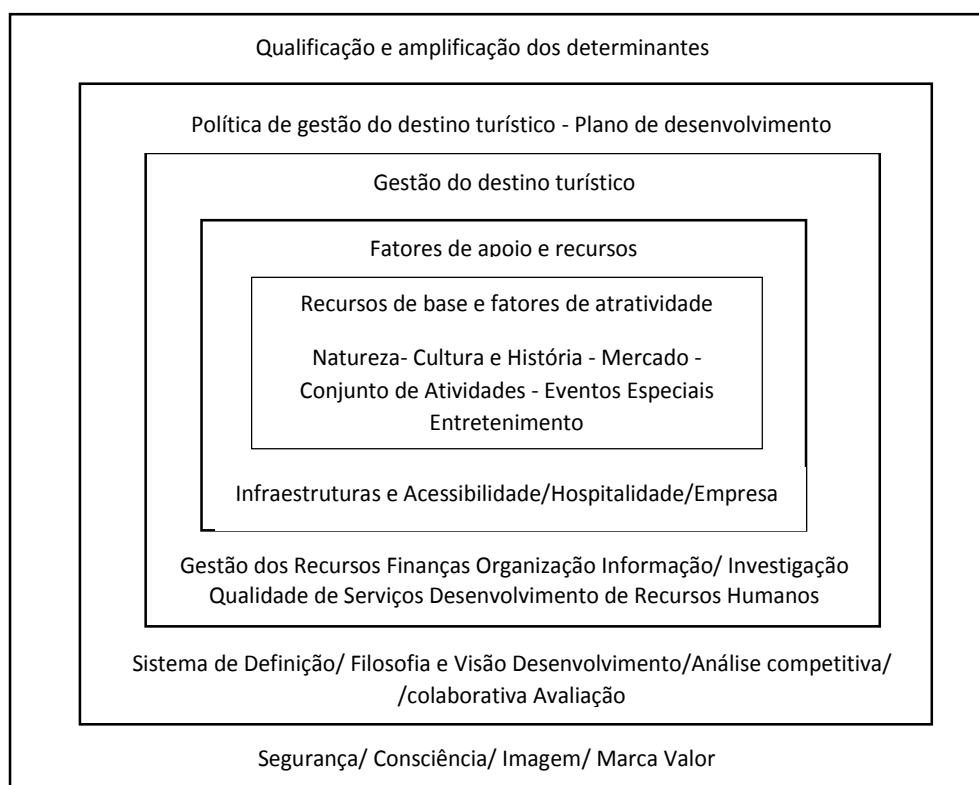 Qualificação e amplificação dos determinantes
Política de gestão do destino turístico - Plano de desenvolvimento
Gestão do destino turístico
Fatores de apoio e recursos
Recursos de base e fatores de atratividade
Natureza- Cultura e História - Mercado -
Conjunto de Atividades - Eventos Especiais
Entretenimento
Infraestruturas e Acessibilidade/Hospitalidade/Empresa
Gestão dos Recursos Finanças Organização Informação/ Investigação
Qualidade de Serviços Desenvolvimento de Recursos Humanos
Sistema de Definição/ Filosofia e Visão Desenvolvimento/Análise competitiva/
/colaborativa Avaliação
Segurança/ Consciência/ Imagem/ Marca Valor